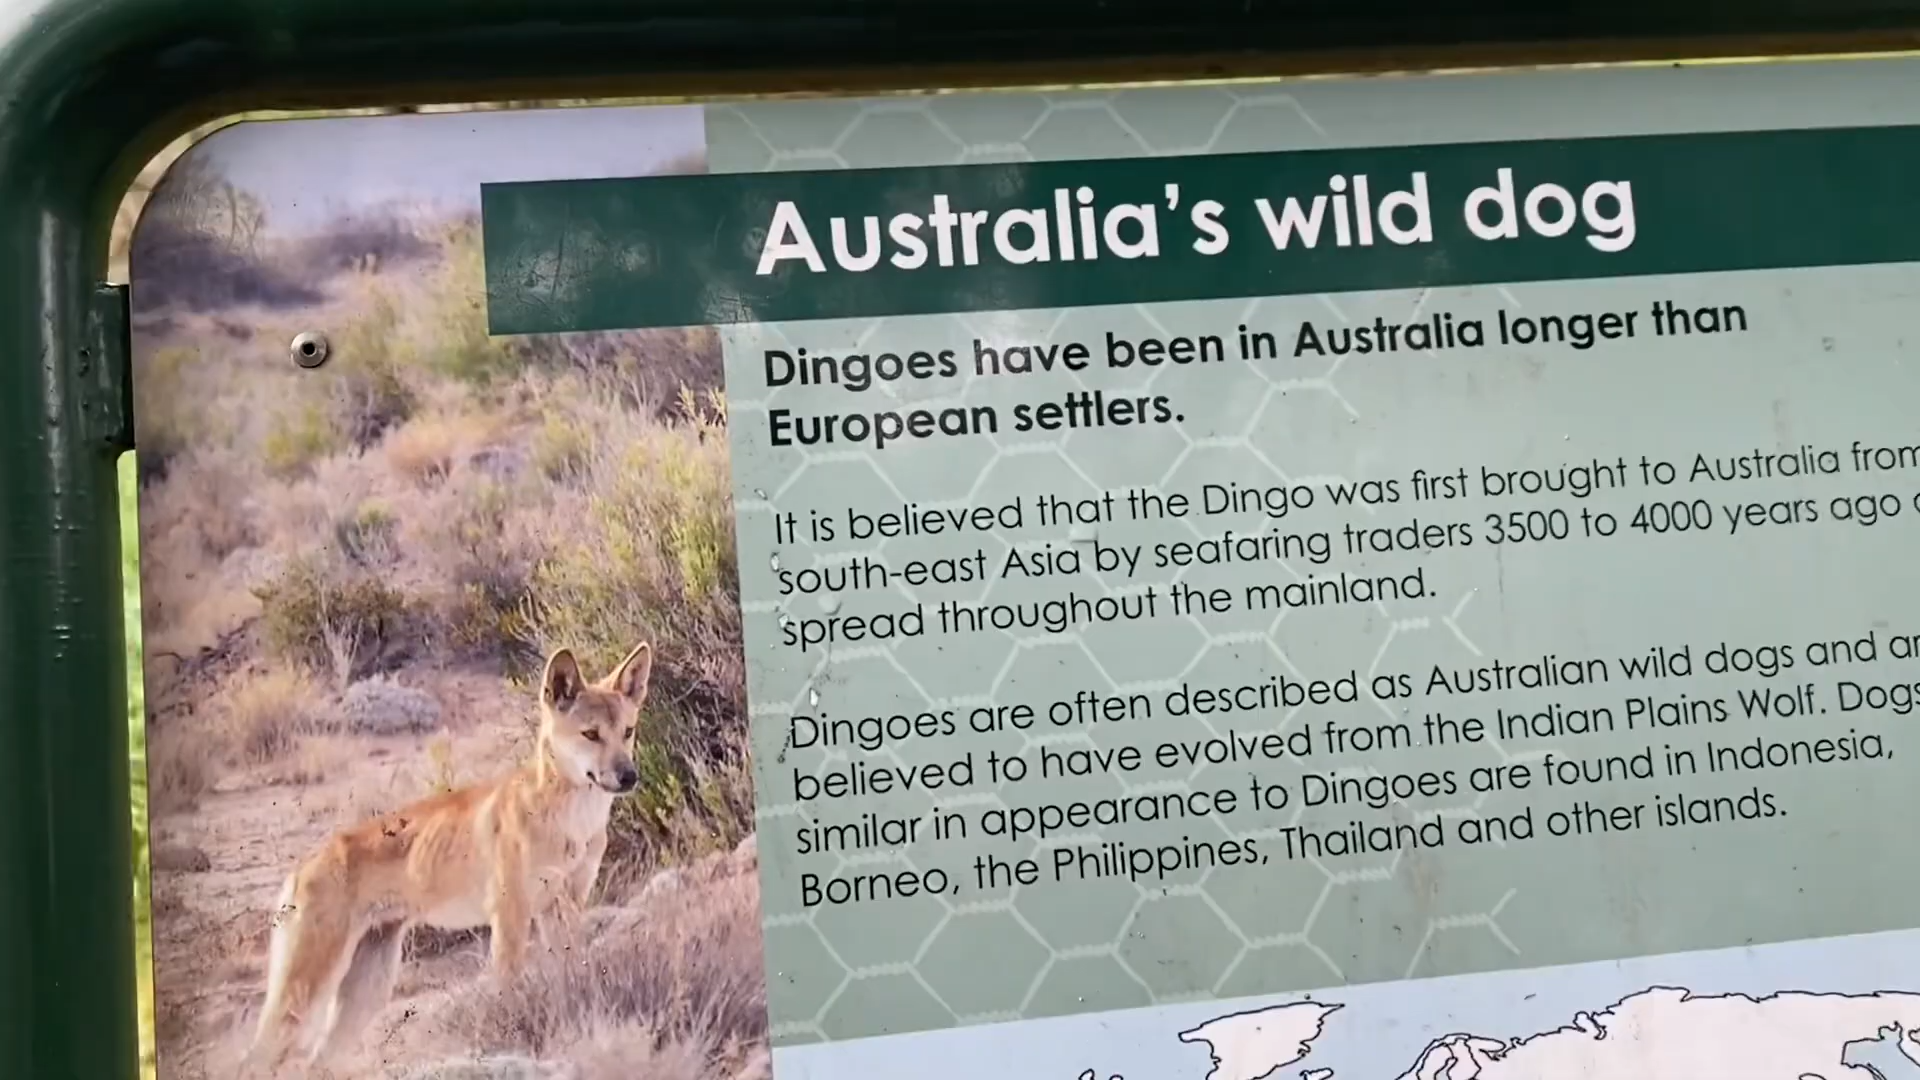 Australia's wild dog
Dingoes have been in Australia longer than
European settlers.
It is believed that the Dingo was first brought to Australia from
south-east Asia by seafaring traders 3500 to 4000 years ago
spread throughout the mainland.
Dingoes are often described as Australian wild dogs and
believed to have evolved from the Indian Plains Wolf. Dogs
similar in appearance to Dingoes are found in Indonesia,
Borneo, the Philippines, Thailand and other islands.